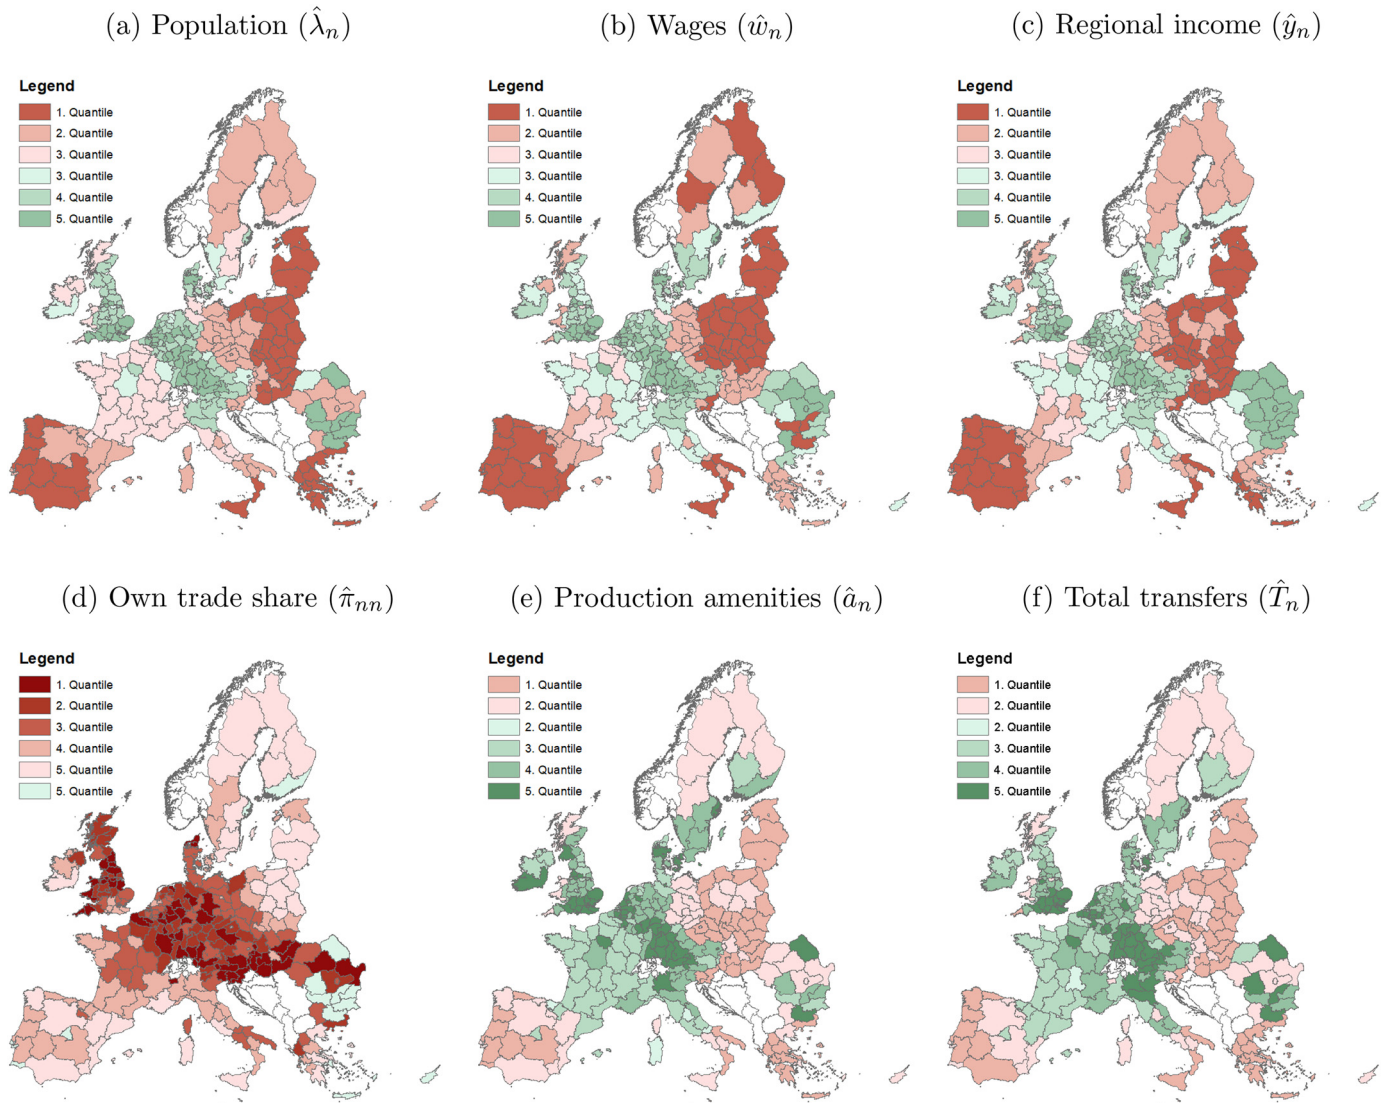 (a) Population (λ̂ₙ)
(b) Wages (ŵₙ)
(c) Regional income (ŷₙ)
Legend
1. Quantile
2. Quantile
3. Quantile
3. Quantile
4. Quantile
5. Quantile
Legend
1. Quantile
2. Quantile
3. Quantile
3. Quantile
4. Quantile
5. Quantile
Legend
1. Quantile
2. Quantile
3. Quantile
3. Quantile
4. Quantile
5. Quantile
(d) Own trade share (π̂ₙₙ)
(e) Production amenities (âₙ)
(f) Total transfers (T̂ₙ)
Legend
1. Quantile
2. Quantile
3. Quantile
4. Quantile
5. Quantile
5. Quantile
Legend
1. Quantile
2. Quantile
2. Quantile
3. Quantile
4. Quantile
5. Quantile
Legend
1. Quantile
2. Quantile
2. Quantile
3. Quantile
4. Quantile
5. Quantile